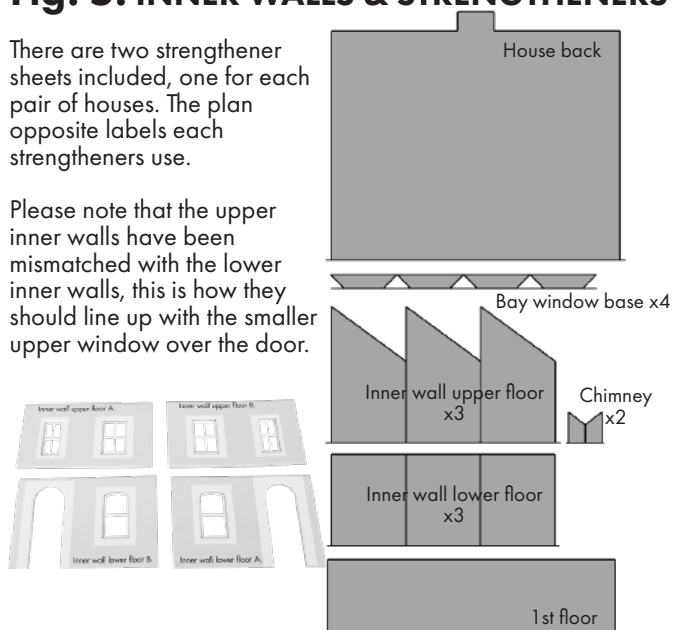 Fig. 3. INNER WALLS & STRENGTHENERS
There are two strengthener
sheets included, one for each
pair of houses. The plan
opposite labels each
strengtheners use.
Please note that the upper
inner walls have been
mismatched with the lower
inner walls, this is how they
should line up with the smaller
upper window over the door.
Inner wall upper floor A.
Inner wall upper floor B.
Inner wall lower floor B.
Inner wall lower floor A.
House back
Bay window base x4
Inner wall upper floor
x3
Chimney
x2
Inner wall lower floor
x3
1st floor